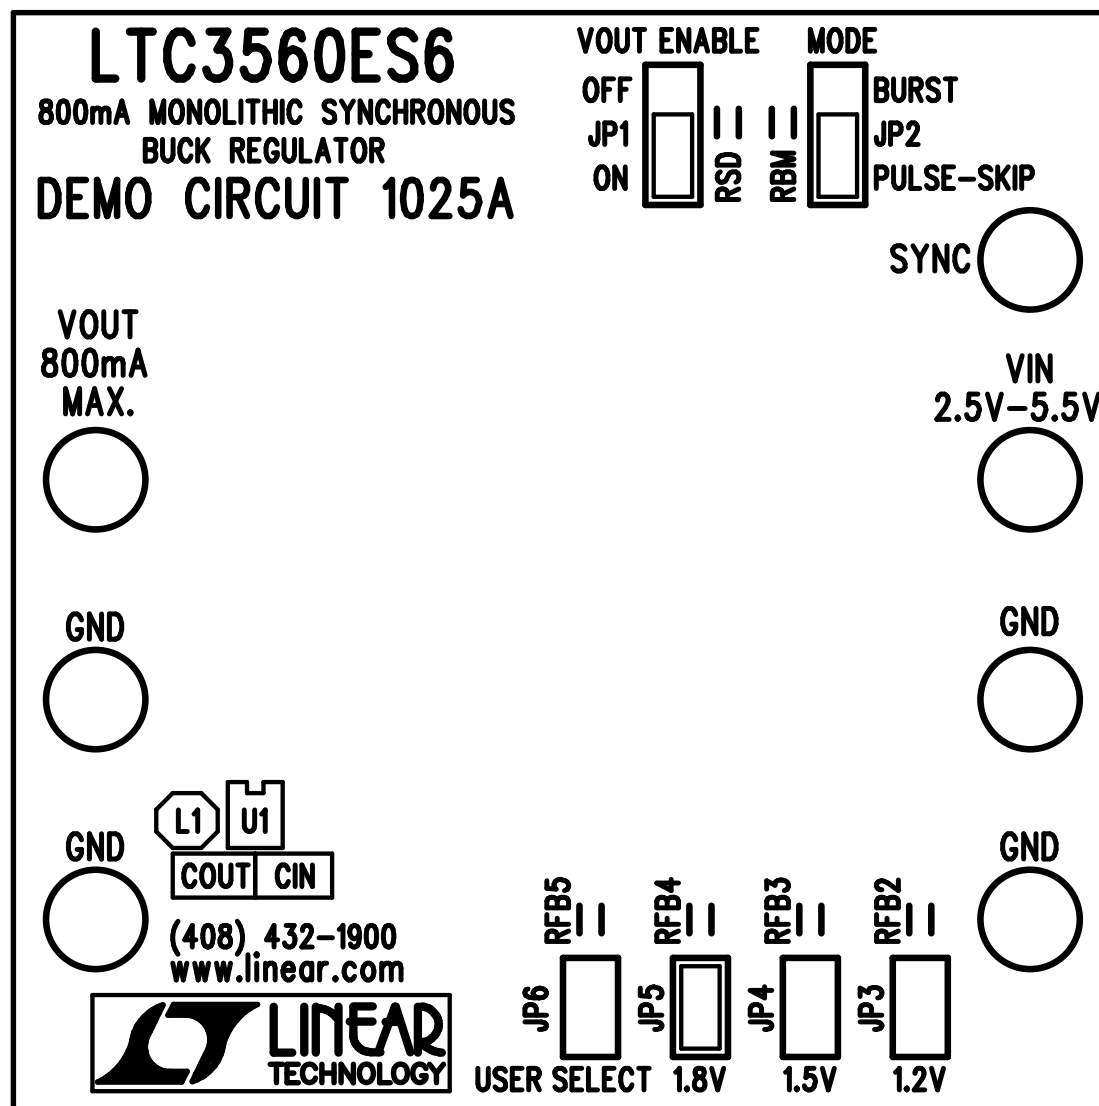 LTC3560ES6
800mA MONOLITHIC SYNCHRONOUS
BUCK REGULATOR
DEMO CIRCUIT 1025A
VOUT ENABLE
OFF
JP1
ON
RSD
MODE
BURST
JP2
PULSE-SKIP
RBM
SYNC
VOUT
800mA
MAX.
VIN
2.5V-5.5V
GND
GND
GND
GND
L1
U1
COUT
CIN
(408) 432-1900
www.linear.com
LINEAR
TECHNOLOGY
RFB5
RFB4
RFB3
RFB2
JP6
JP5
JP4
JP3
USER SELECT
1.8V
1.5V
1.2V